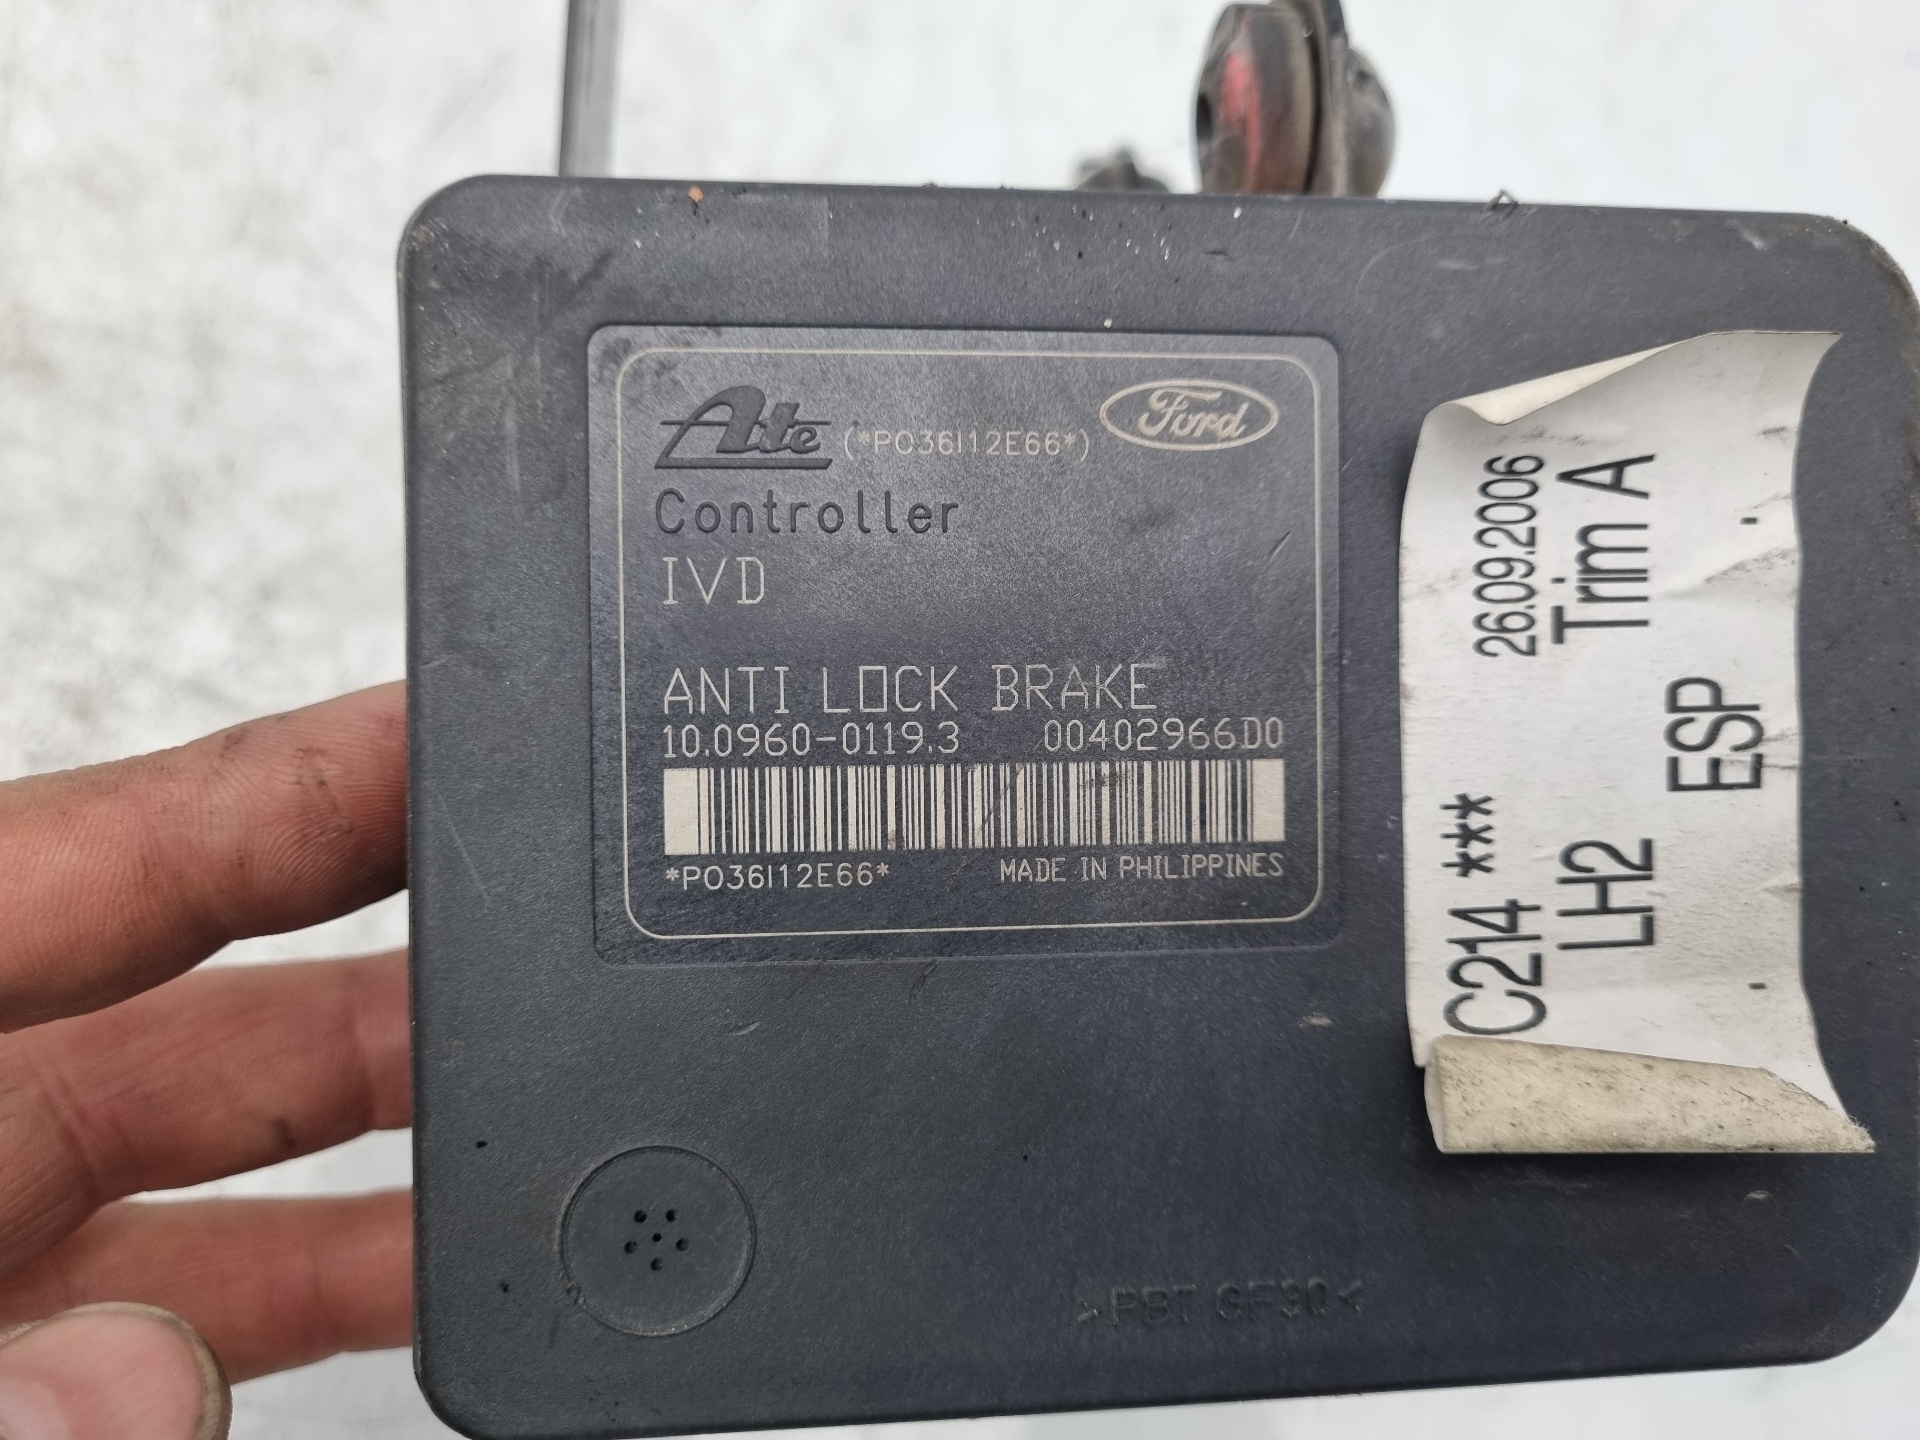 Ate (*P036I12E66*) Ford
Controller
IVD
ANTI LOCK BRAKE
10.0960-0119.3 00402966D0
*P036I12E66* MADE IN PHILIPPINES
C214 *** 26.09.2006
LH2 Trim A
ESP
>PBT GF30<